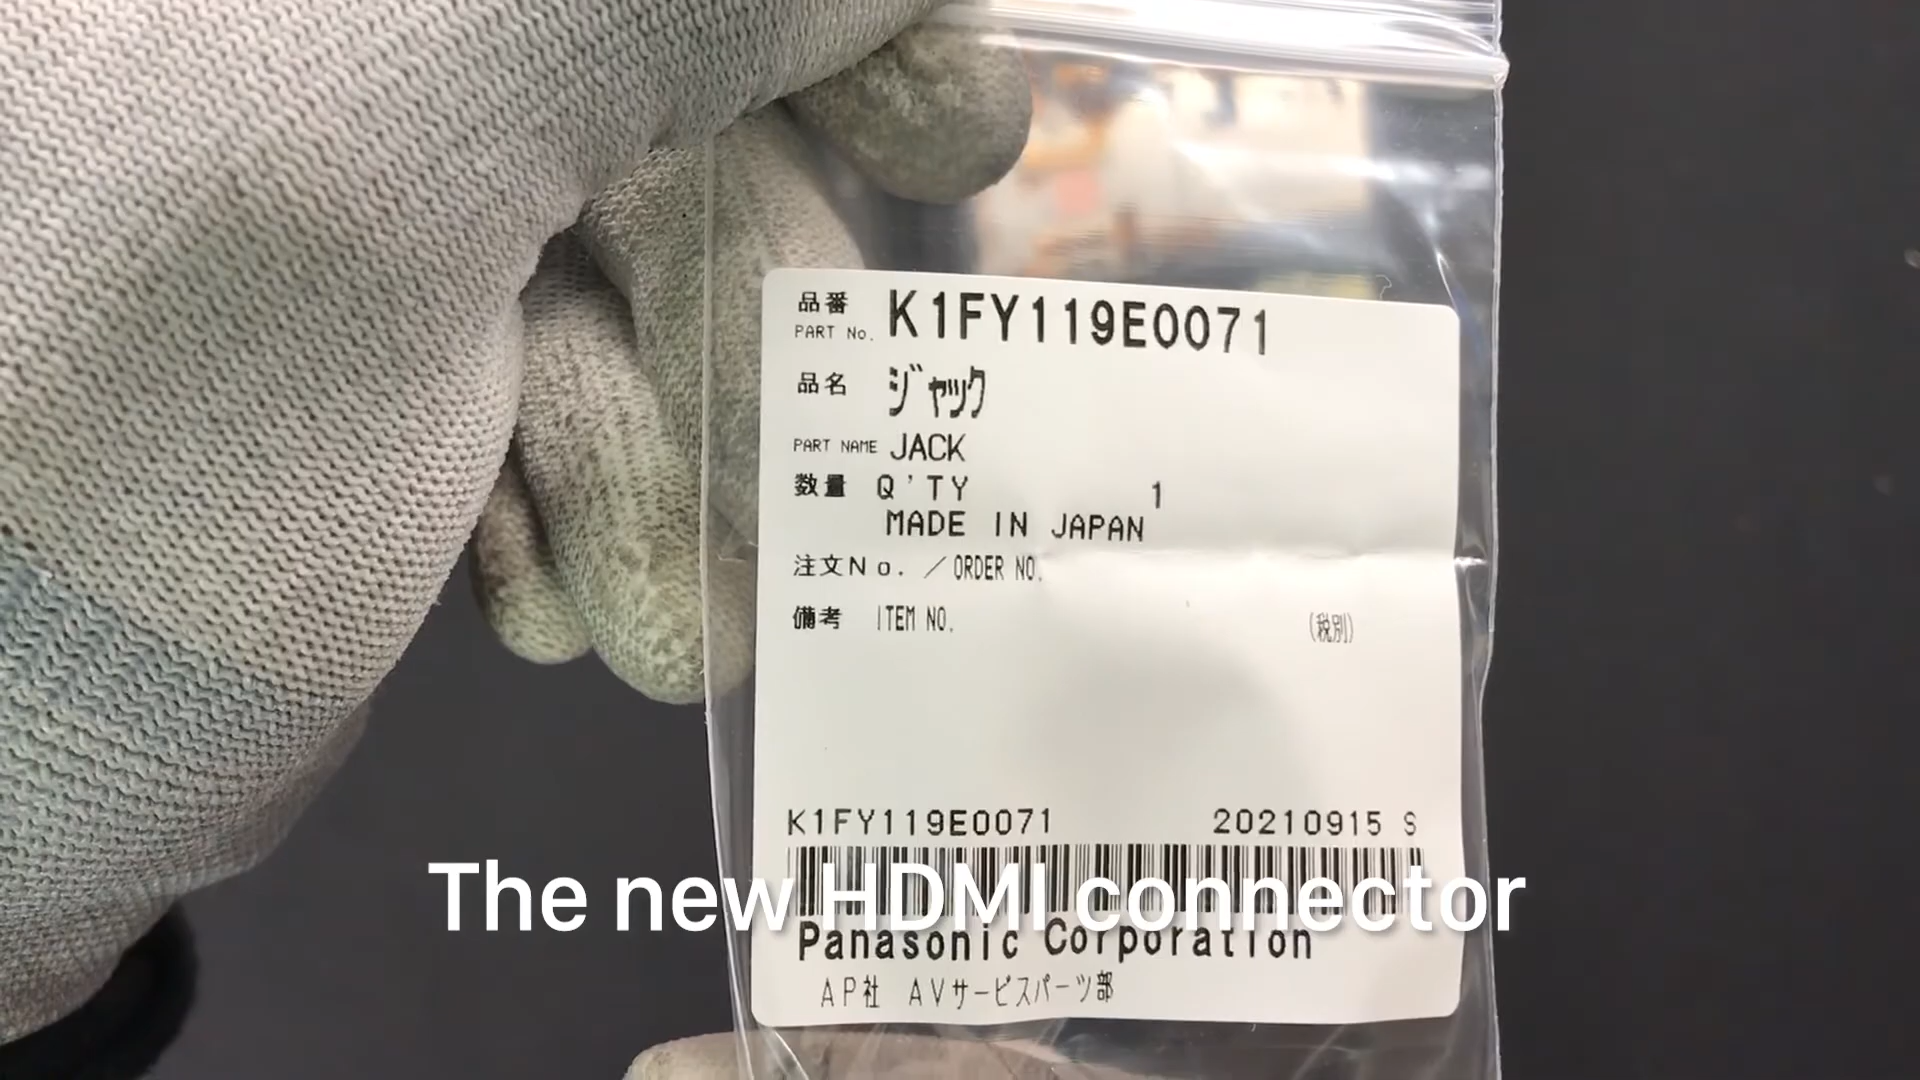 品番
PART No. K1FY119E0071
品名 ジャック
PART NAME JACK
数量 Q'TY 1
MADE IN JAPAN
注文No. / ORDER NO.
備考 ITEM NO. (税別)
K1FY119E0071 20210915 S
The new HDMI connector
Panasonic Corporation
AP社 AVサービスパーツ部